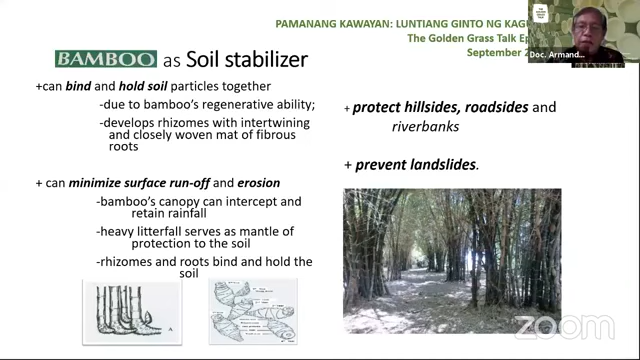 PAMANANG KAWAYAN: LUNTIANG GINTO NG
The Golden Grass Talk
September
Doc. Armand...
BAMBOO as Soil stabilizer
+can bind and hold soil particles together
-due to bamboo's regenerative ability;
-develops rhizomes with intertwining
and closely woven mat of fibrous
roots
+ can minimize surface run-off and erosion
-bamboo's canopy can intercept and
retain rainfall
-heavy litterfall serves as mantle of
protection to the soil
-rhizomes and roots bind and hold the
soil
+ protect hillsides, roadsides and
riverbanks
+ prevent landslides.
A
zoom